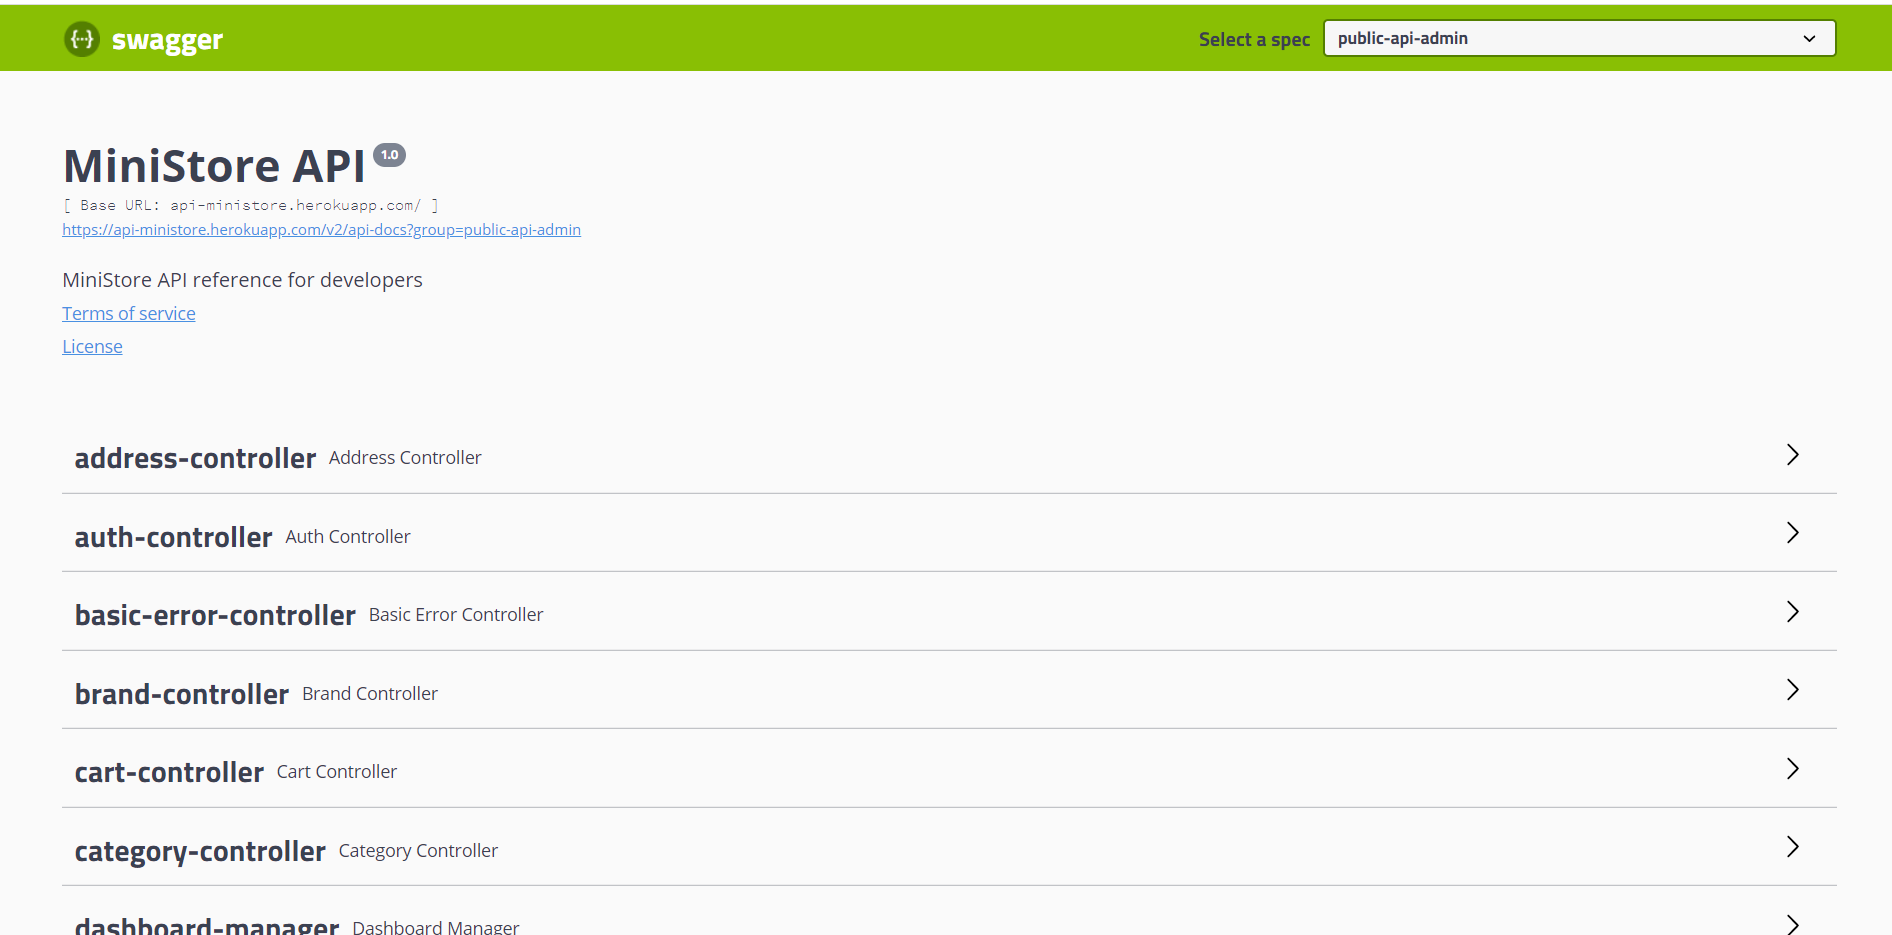 swagger
Select a spec public-api-admin
MiniStore API 1.0
[ Base URL: api-ministore.herokuapp.com/ ]
https://api-ministore.herokuapp.com/v2/api-docs?group=public-api-admin
MiniStore API reference for developers
Terms of service
License
address-controller Address Controller
auth-controller Auth Controller
basic-error-controller Basic Error Controller
brand-controller Brand Controller
cart-controller Cart Controller
category-controller Category Controller
dashboard-manager Dashboard Manager